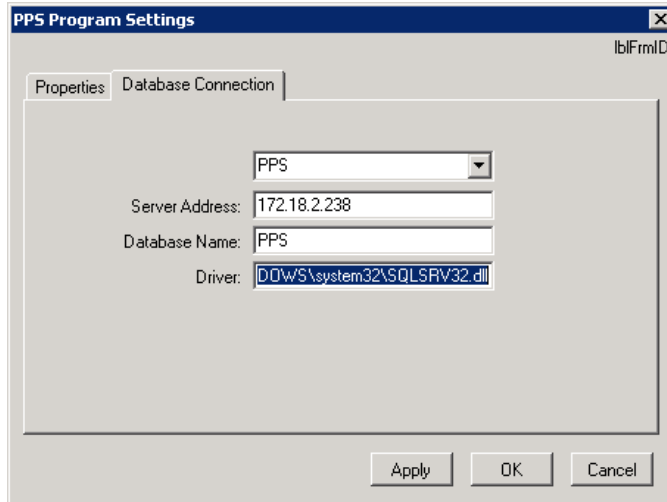 PPS Program Settings
lblFrmID
Properties Database Connection
PPS
Server Address: 172.18.2.238
Database Name: PPS
Driver: DOWS\system32\SQLSRV32.dll
Apply OK Cancel